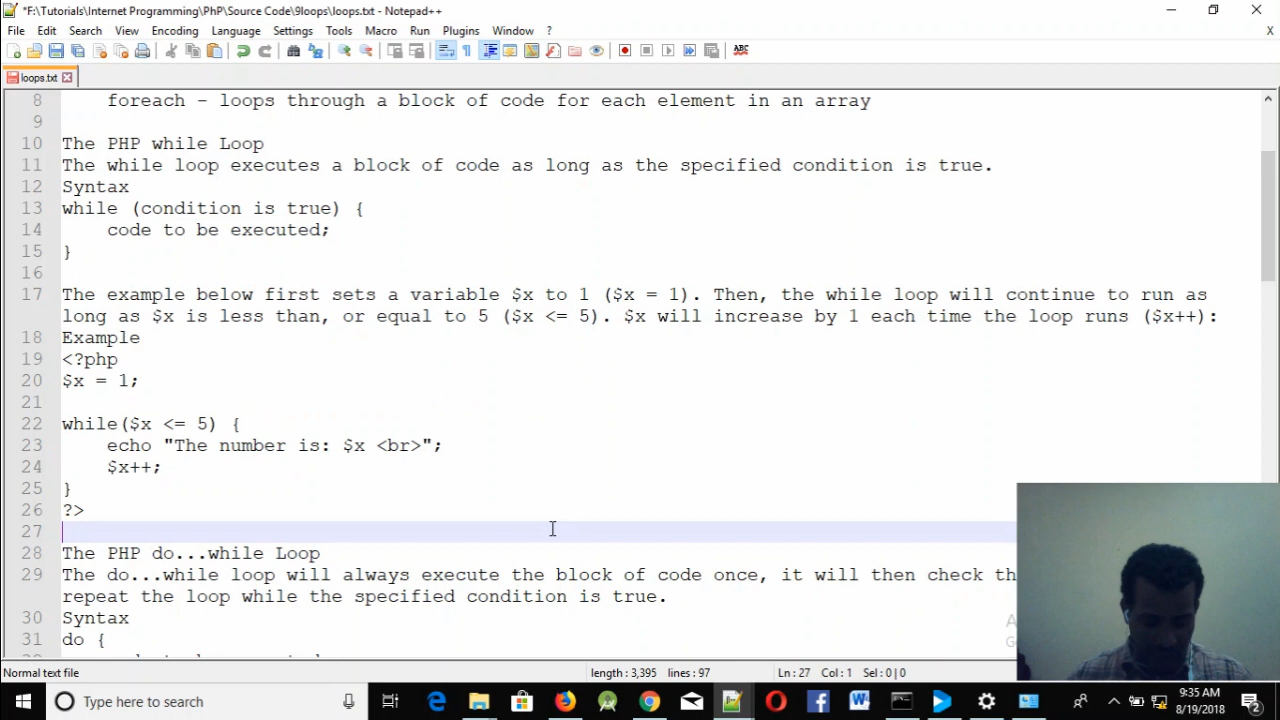 *F:\Tutorials\Internet Programming\PhP\Source Code\9loops\loops.txt - Notepad++
File Edit Search View Encoding Language Settings Tools Macro Run Plugins Window ? X
ABC
loops.txt
8 foreach - loops through a block of code for each element in an array
9
10 The PHP while Loop
11 The while loop executes a block of code as long as the specified condition is true.
12 Syntax
13 while (condition is true) {
14 code to be executed;
15 }
16
17 The example below first sets a variable $x to 1 ($x = 1). Then, the while loop will continue to run as
long as $x is less than, or equal to 5 ($x <= 5). $x will increase by 1 each time the loop runs ($x++):
18 Example
19 <?php
20 $x = 1;
21
22 while($x <= 5) {
23 echo "The number is: $x <br>";
24 $x++;
25 }
26 ?>
27
28 The PHP do...while Loop
29 The do...while loop will always execute the block of code once, it will then check th
repeat the loop while the specified condition is true.
30 Syntax
31 do {
Normal text file length : 3,395 lines : 97 Ln : 27 Col : 1 Sel : 0 | 0
Type here to search
9:35 AM
8/19/2018
2